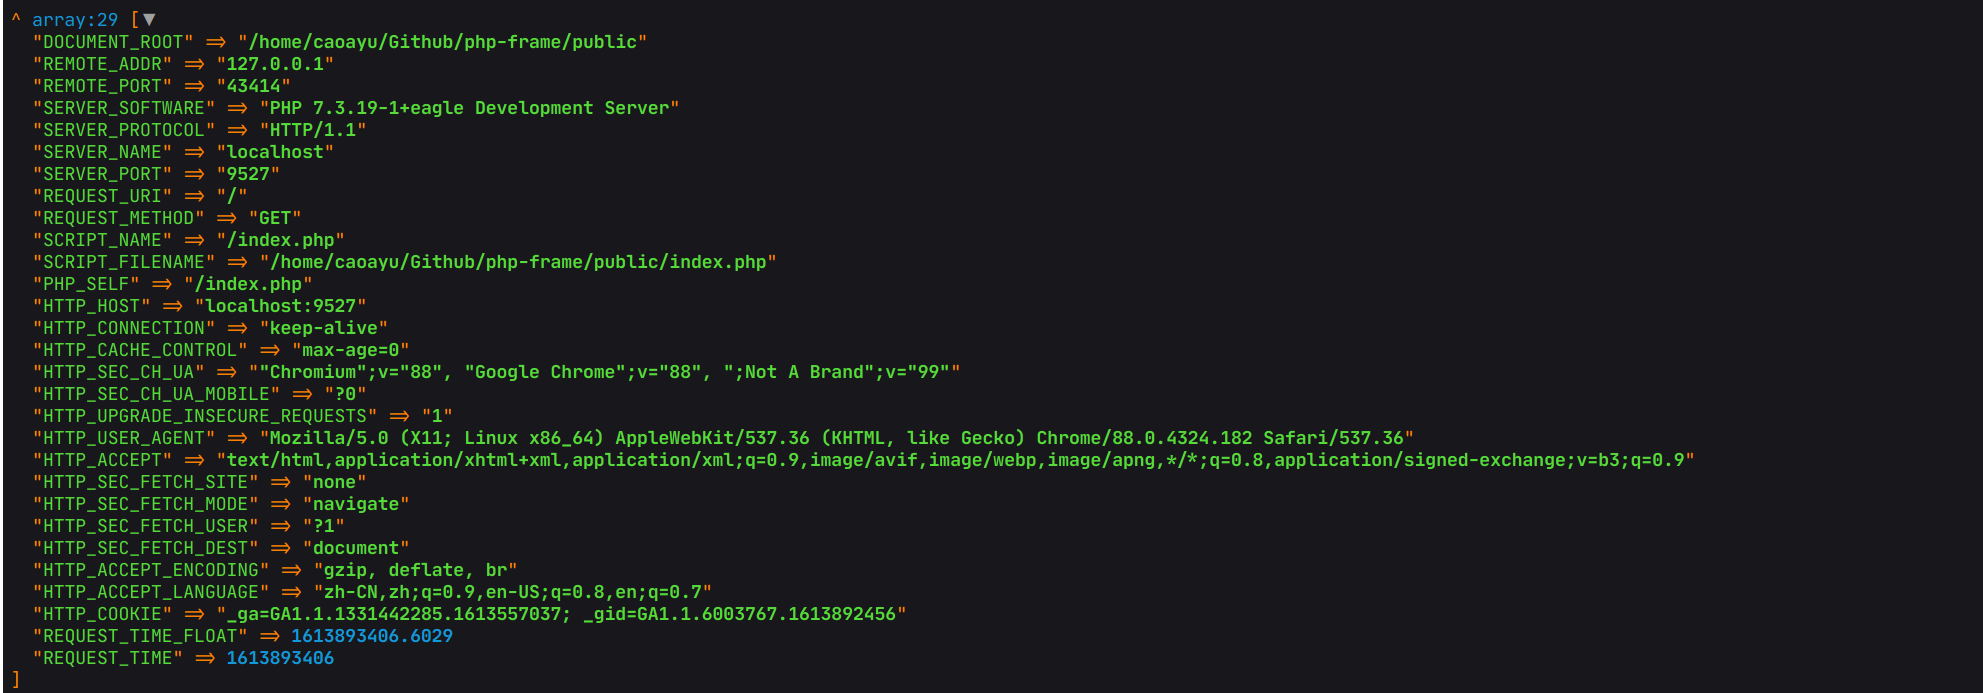 ^ array:29 [▼
  "DOCUMENT_ROOT" => "/home/caoayu/Github/php-frame/public"
  "REMOTE_ADDR" => "127.0.0.1"
  "REMOTE_PORT" => "43414"
  "SERVER_SOFTWARE" => "PHP 7.3.19-1+eagle Development Server"
  "SERVER_PROTOCOL" => "HTTP/1.1"
  "SERVER_NAME" => "localhost"
  "SERVER_PORT" => "9527"
  "REQUEST_URI" => "/"
  "REQUEST_METHOD" => "GET"
  "SCRIPT_NAME" => "/index.php"
  "SCRIPT_FILENAME" => "/home/caoayu/Github/php-frame/public/index.php"
  "PHP_SELF" => "/index.php"
  "HTTP_HOST" => "localhost:9527"
  "HTTP_CONNECTION" => "keep-alive"
  "HTTP_CACHE_CONTROL" => "max-age=0"
  "HTTP_SEC_CH_UA" => ""Chromium";v="88", "Google Chrome";v="88", ";Not A Brand";v="99""
  "HTTP_SEC_CH_UA_MOBILE" => "?0"
  "HTTP_UPGRADE_INSECURE_REQUESTS" => "1"
  "HTTP_USER_AGENT" => "Mozilla/5.0 (X11; Linux x86_64) AppleWebKit/537.36 (KHTML, like Gecko) Chrome/88.0.4324.182 Safari/537.36"
  "HTTP_ACCEPT" => "text/html,application/xhtml+xml,application/xml;q=0.9,image/avif,image/webp,image/apng,*/*;q=0.8,application/signed-exchange;v=b3;q=0.9"
  "HTTP_SEC_FETCH_SITE" => "none"
  "HTTP_SEC_FETCH_MODE" => "navigate"
  "HTTP_SEC_FETCH_USER" => "?1"
  "HTTP_SEC_FETCH_DEST" => "document"
  "HTTP_ACCEPT_ENCODING" => "gzip, deflate, br"
  "HTTP_ACCEPT_LANGUAGE" => "zh-CN,zh;q=0.9,en-US;q=0.8,en;q=0.7"
  "HTTP_COOKIE" => "_ga=GA1.1.1331442285.1613557037; _gid=GA1.1.6003767.1613892456"
  "REQUEST_TIME_FLOAT" => 1613893406.6029
  "REQUEST_TIME" => 1613893406
]